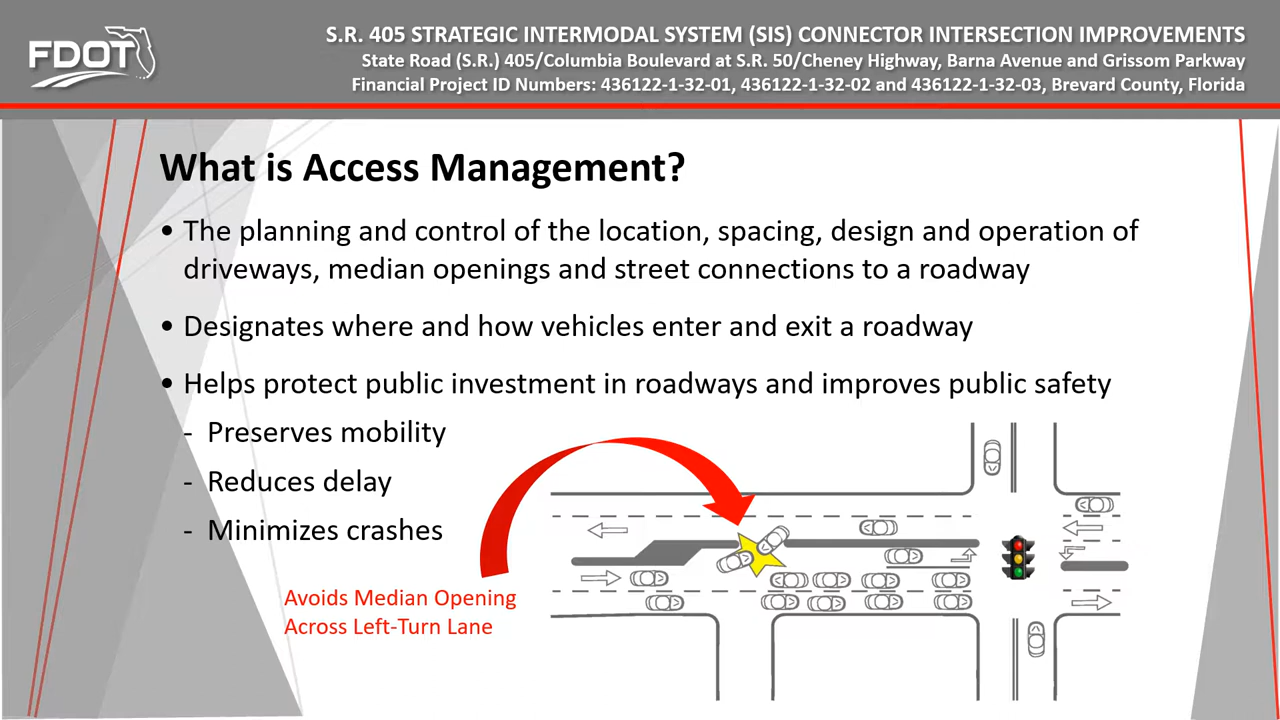 FDOT
S.R. 405 STRATEGIC INTERMODAL SYSTEM (SIS) CONNECTOR INTERSECTION IMPROVEMENTS
State Road (S.R.) 405/Columbia Boulevard at S.R. 50/Cheney Highway, Barna Avenue and Grissom Parkway
Financial Project ID Numbers: 436122-1-32-01, 436122-1-32-02 and 436122-1-32-03, Brevard County, Florida
What is Access Management?
• The planning and control of the location, spacing, design and operation of
driveways, median openings and street connections to a roadway
• Designates where and how vehicles enter and exit a roadway
• Helps protect public investment in roadways and improves public safety
- Preserves mobility
- Reduces delay
- Minimizes crashes
Avoids Median Opening
Across Left-Turn Lane